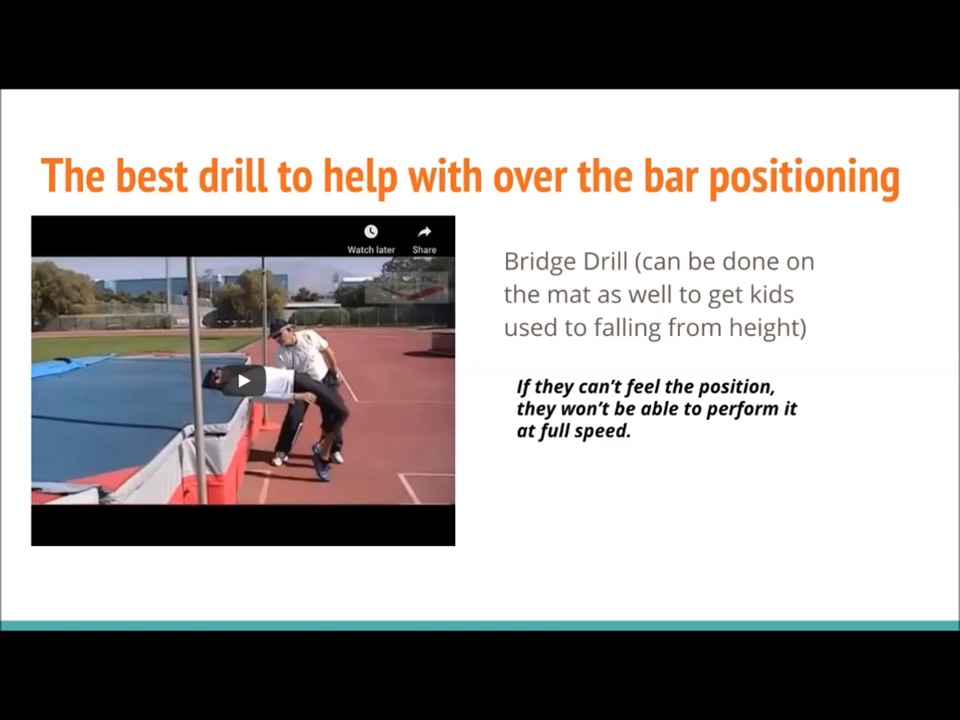 The best drill to help with over the bar positioning
Watch later
Share
Bridge Drill (can be done on
the mat as well to get kids
used to falling from height)
If they can't feel the position,
they won't be able to perform it
at full speed.